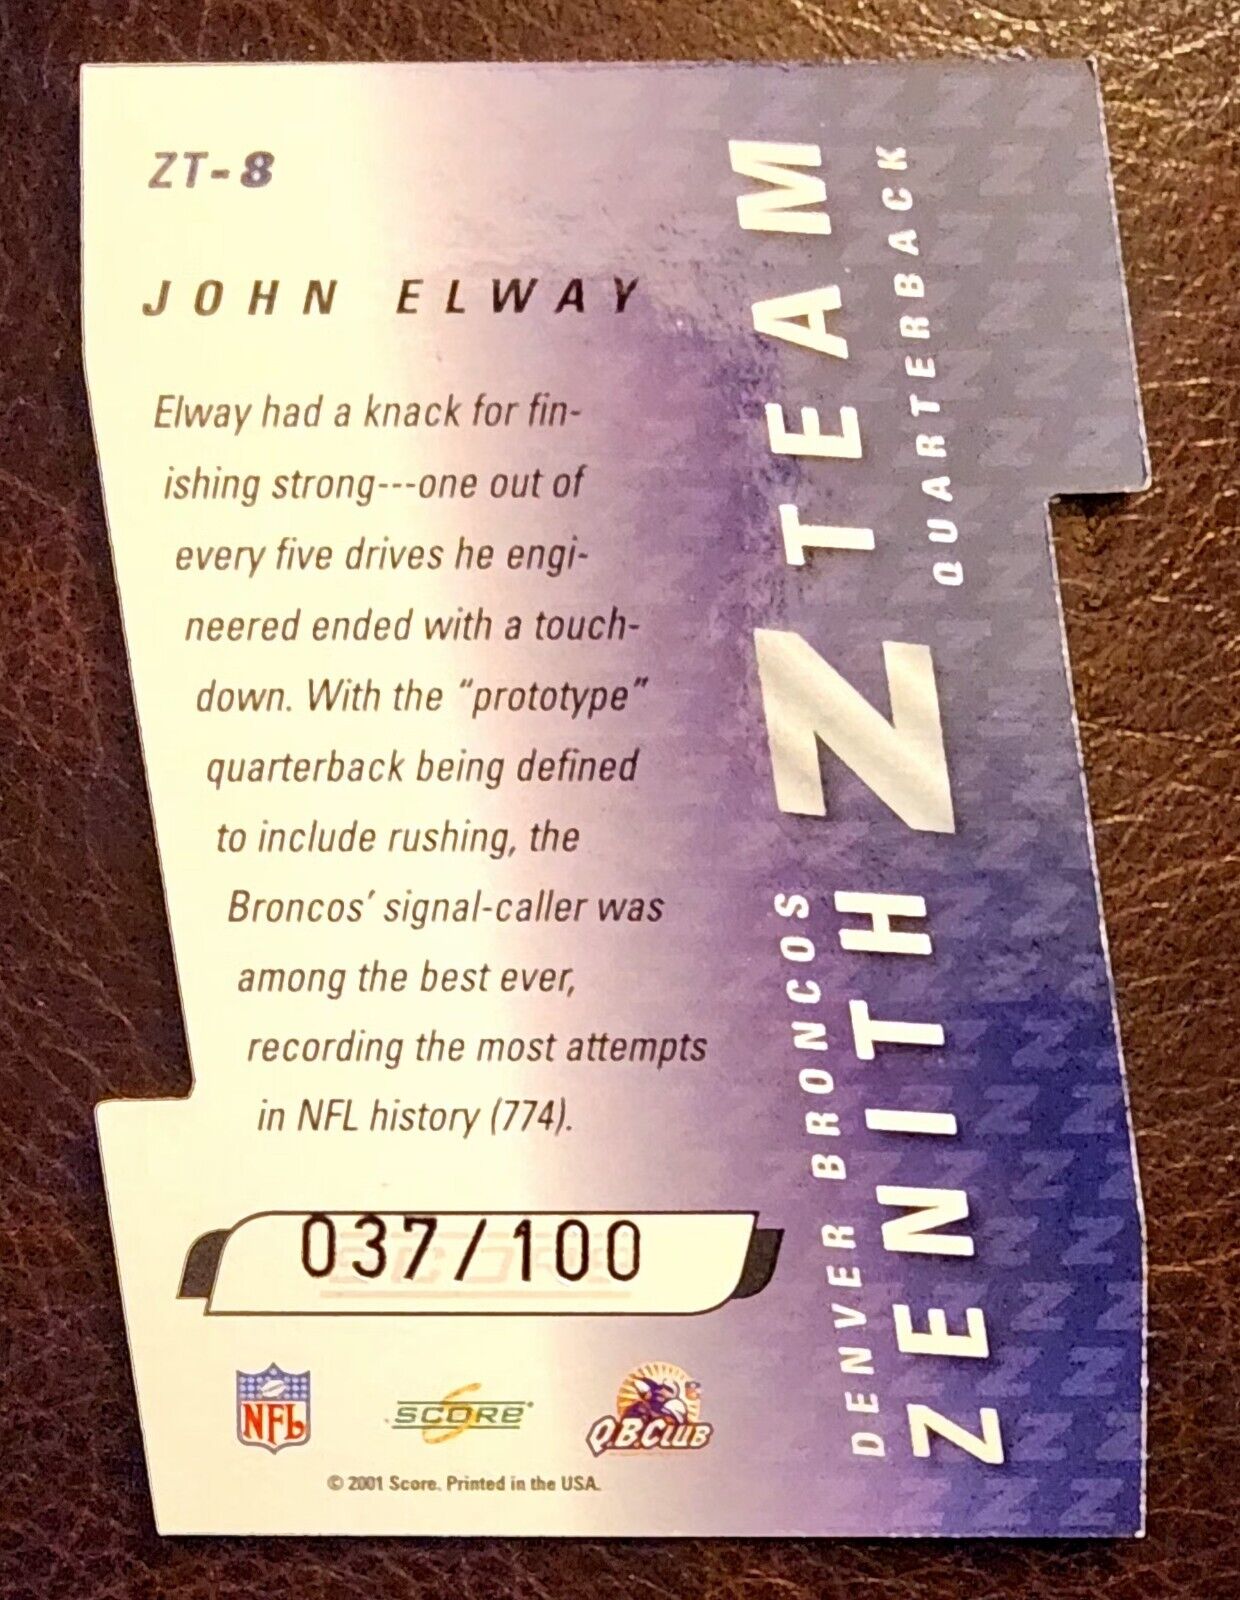 ZT-8
JOHN ELWAY
Elway had a knack for fin-
ishing strong---one out of
every five drives he engi-
neered ended with a touch-
down. With the "prototype"
quarterback being defined
to include rushing, the
Broncos' signal-caller was
among the best ever,
recording the most attempts
in NFL history (774).
037/100
SCORE
NFL
SCORE
Q.B. CLUB
© 2001 Score. Printed in the USA.
DENVER BRONCOS
QUARTERBACK
ZENITH Z TEAM